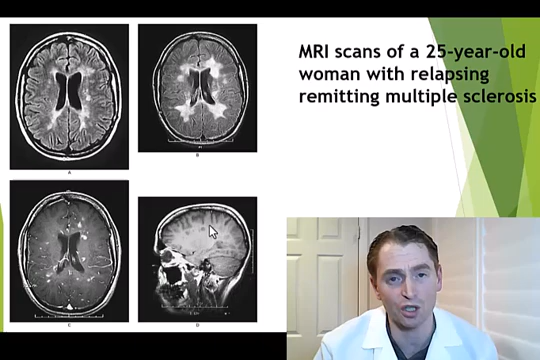 MRI scans of a 25-year-old
woman with relapsing
remitting multiple sclerosis
A
B
C
D